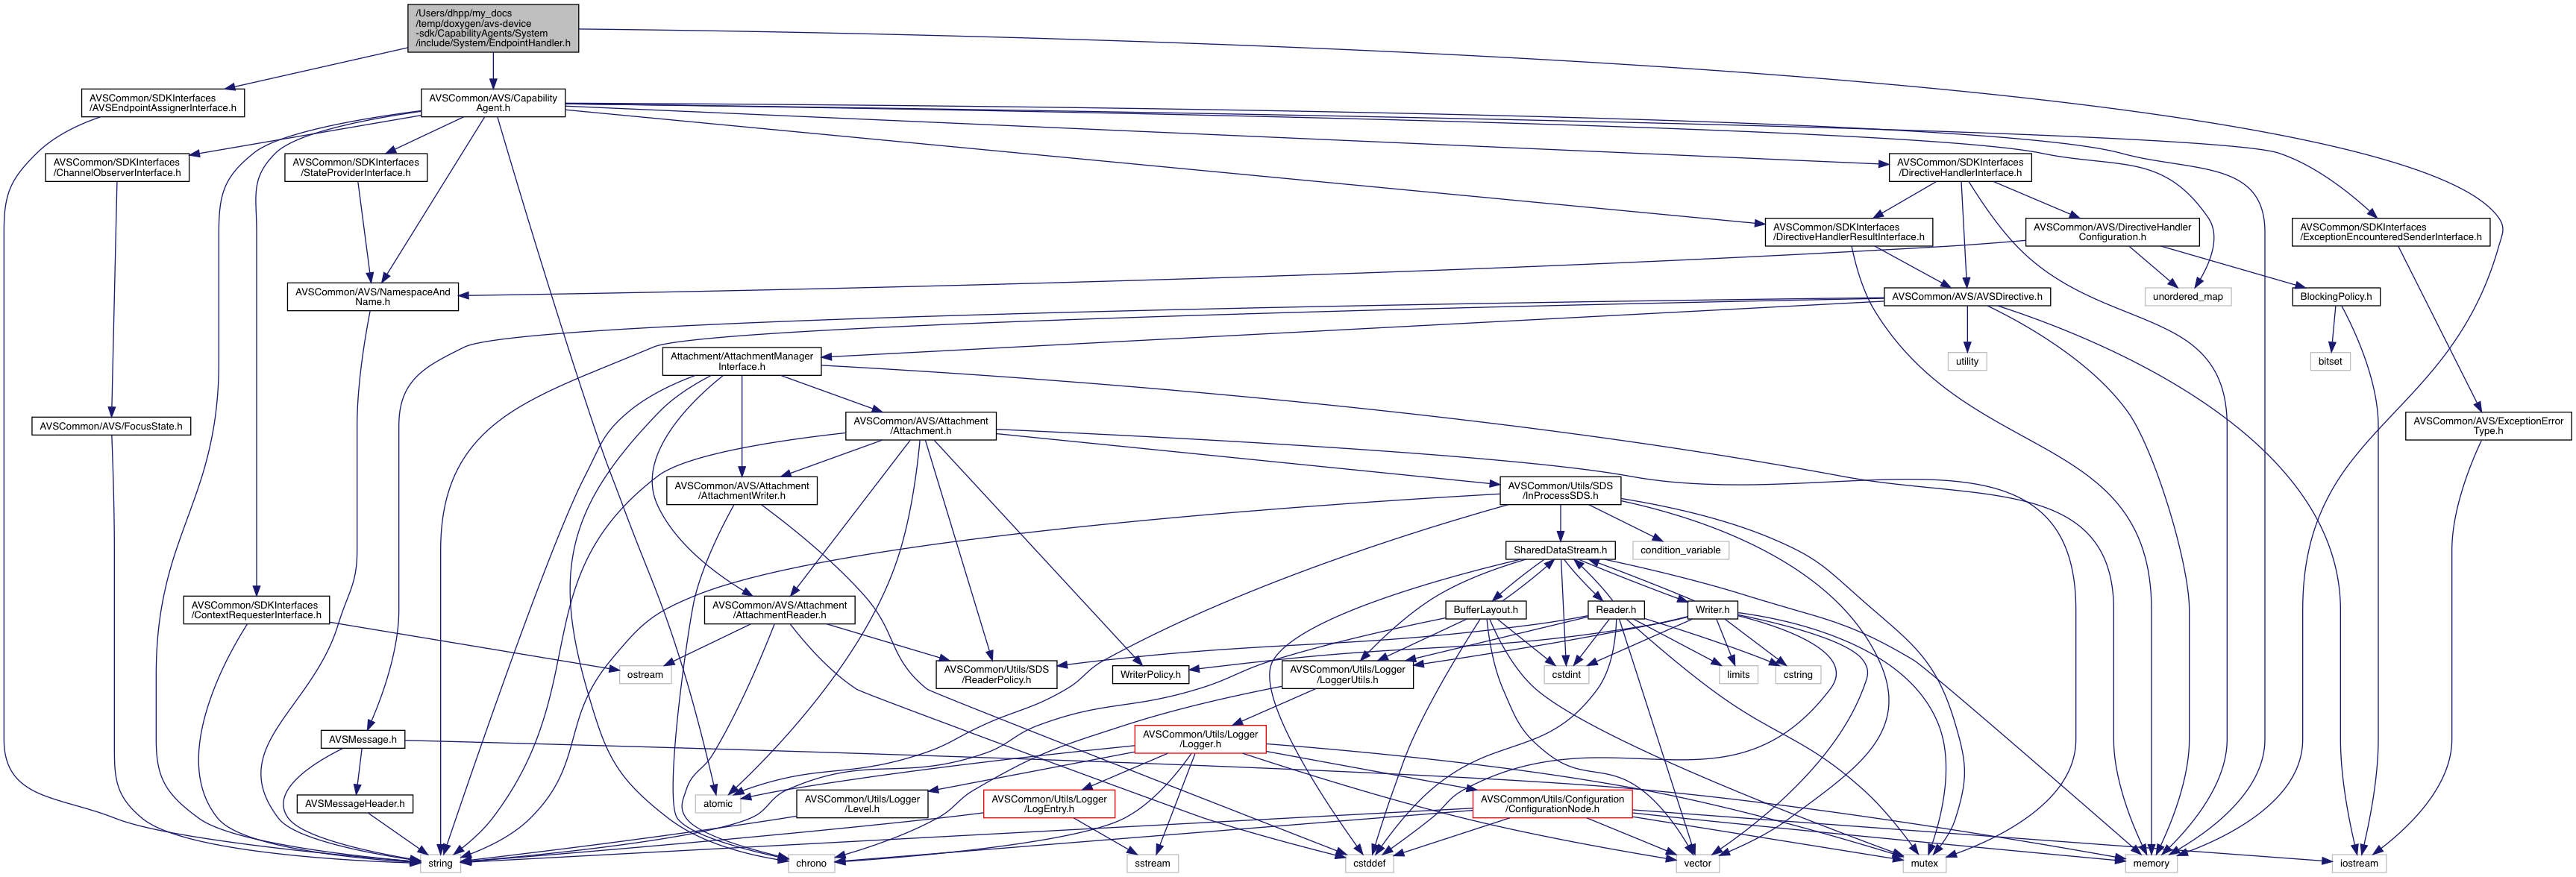 /Users/dhpp/my_docs
/temp/doxygen/avs-device
-sdk/CapabilityAgents/System
/include/System/EndpointHandler.h
AVSCommon/SDKInterfaces
/AVSEndpointAssignerInterface.h
AVSCommon/AVS/Capability
Agent.h
AVSCommon/SDKInterfaces
/ChannelObserverInterface.h
AVSCommon/SDKInterfaces
/StateProviderInterface.h
AVSCommon/SDKInterfaces
/DirectiveHandlerInterface.h
AVSCommon/SDKInterfaces
/DirectiveHandlerResultInterface.h
AVSCommon/AVS/DirectiveHandler
Configuration.h
AVSCommon/SDKInterfaces
/ExceptionEncounteredSenderInterface.h
AVSCommon/AVS/NamespaceAnd
Name.h
AVSCommon/AVS/AVSDirective.h
unordered_map
BlockingPolicy.h
Attachment/AttachmentManager
Interface.h
utility
bitset
AVSCommon/AVS/FocusState.h
AVSCommon/AVS/Attachment
/Attachment.h
AVSCommon/AVS/ExceptionError
Type.h
AVSCommon/AVS/Attachment
/AttachmentWriter.h
AVSCommon/Utils/SDS
/InProcessSDS.h
SharedDataStream.h
condition_variable
AVSCommon/SDKInterfaces
/ContextRequesterInterface.h
AVSCommon/AVS/Attachment
/AttachmentReader.h
BufferLayout.h
Reader.h
Writer.h
ostream
AVSCommon/Utils/SDS
/ReaderPolicy.h
WriterPolicy.h
AVSCommon/Utils/Logger
/LoggerUtils.h
cstdint
limits
cstring
AVSMessage.h
AVSCommon/Utils/Logger
/Logger.h
AVSMessageHeader.h
atomic
AVSCommon/Utils/Logger
/Level.h
AVSCommon/Utils/Logger
/LogEntry.h
AVSCommon/Utils/Configuration
/ConfigurationNode.h
string
chrono
sstream
cstddef
vector
mutex
memory
iostream